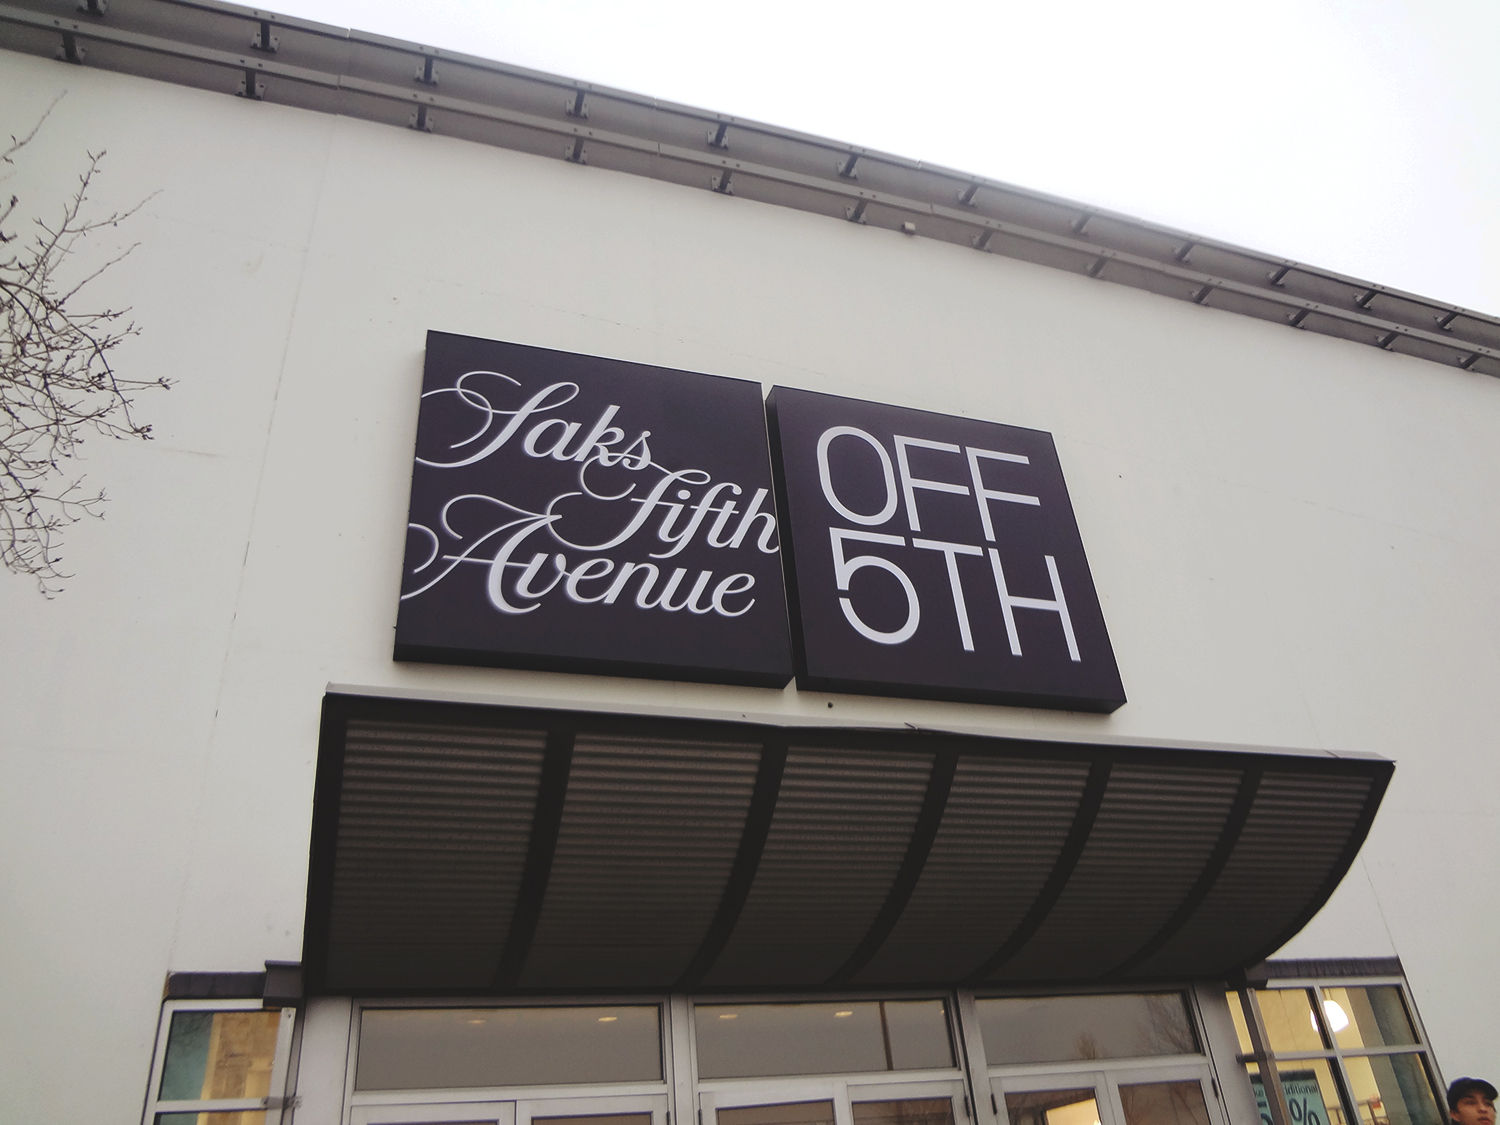 Saks
Fifth
Avenue
OFF
5TH
%